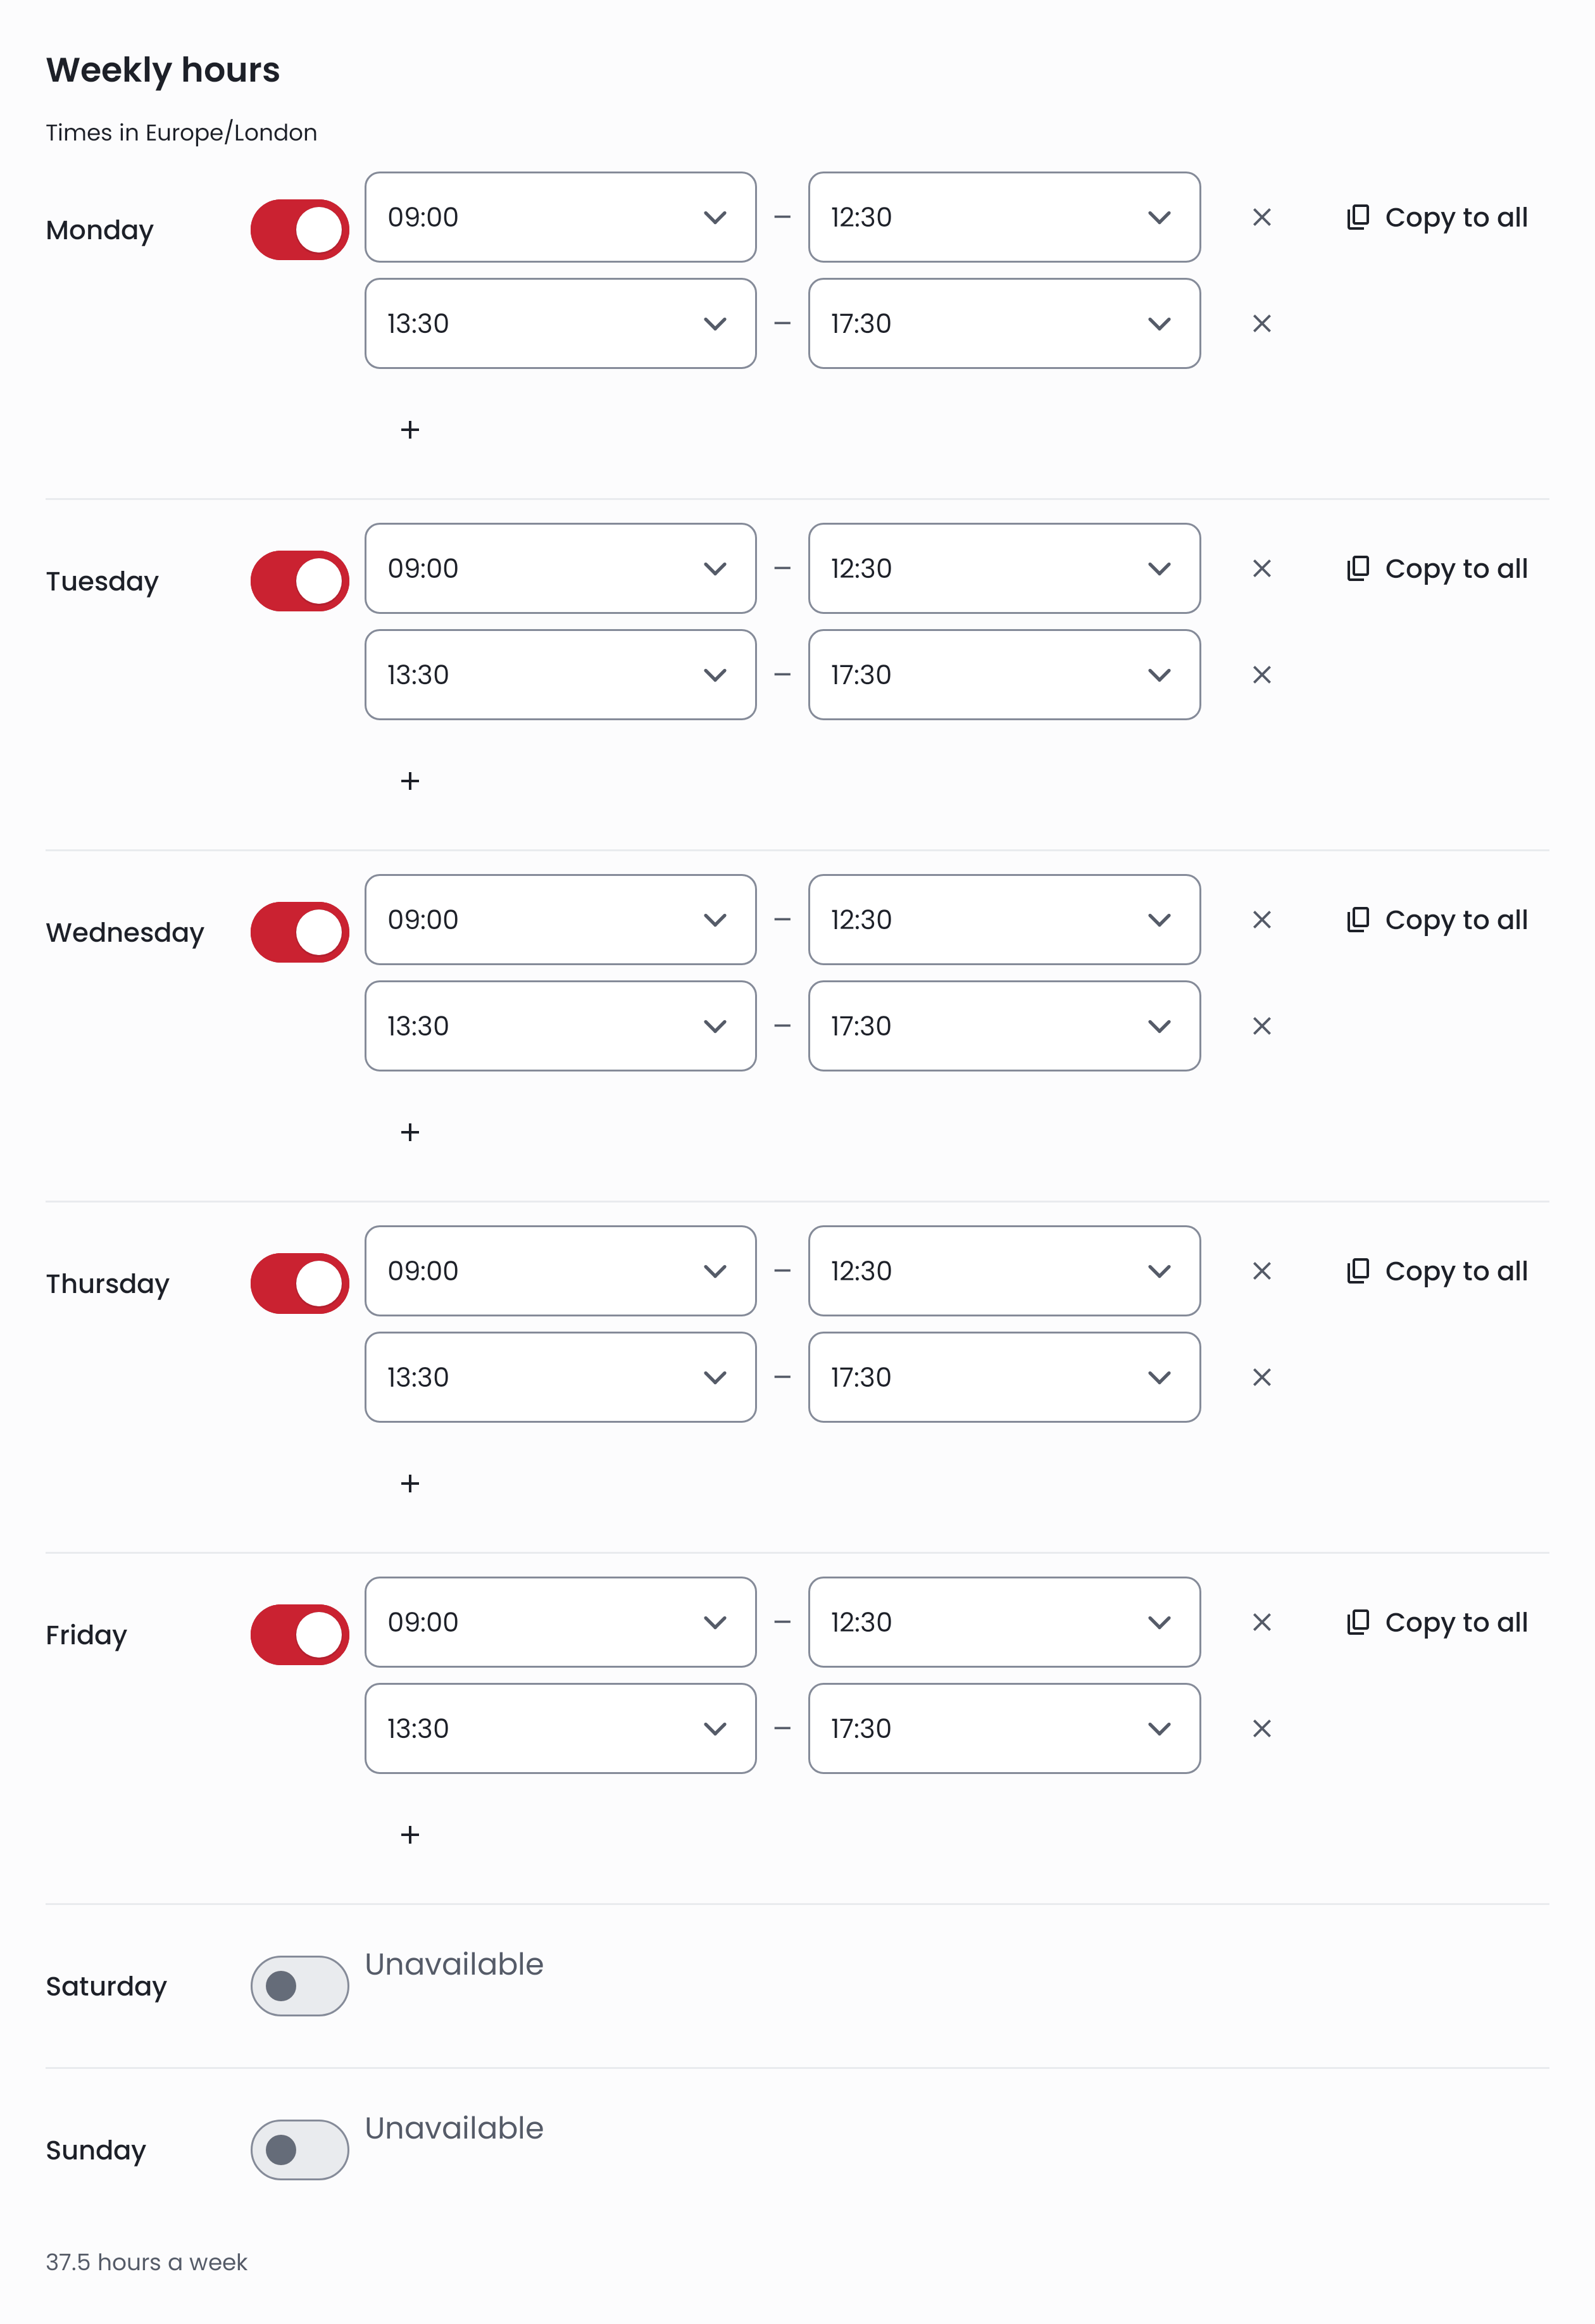 Weekly hours
Times in Europe/London
Monday 09:00 – 12:30 Copy to all
13:30 – 17:30
+
Tuesday 09:00 – 12:30 Copy to all
13:30 – 17:30
+
Wednesday 09:00 – 12:30 Copy to all
13:30 – 17:30
+
Thursday 09:00 – 12:30 Copy to all
13:30 – 17:30
+
Friday 09:00 – 12:30 Copy to all
13:30 – 17:30
+
Saturday Unavailable
Sunday Unavailable
37.5 hours a week